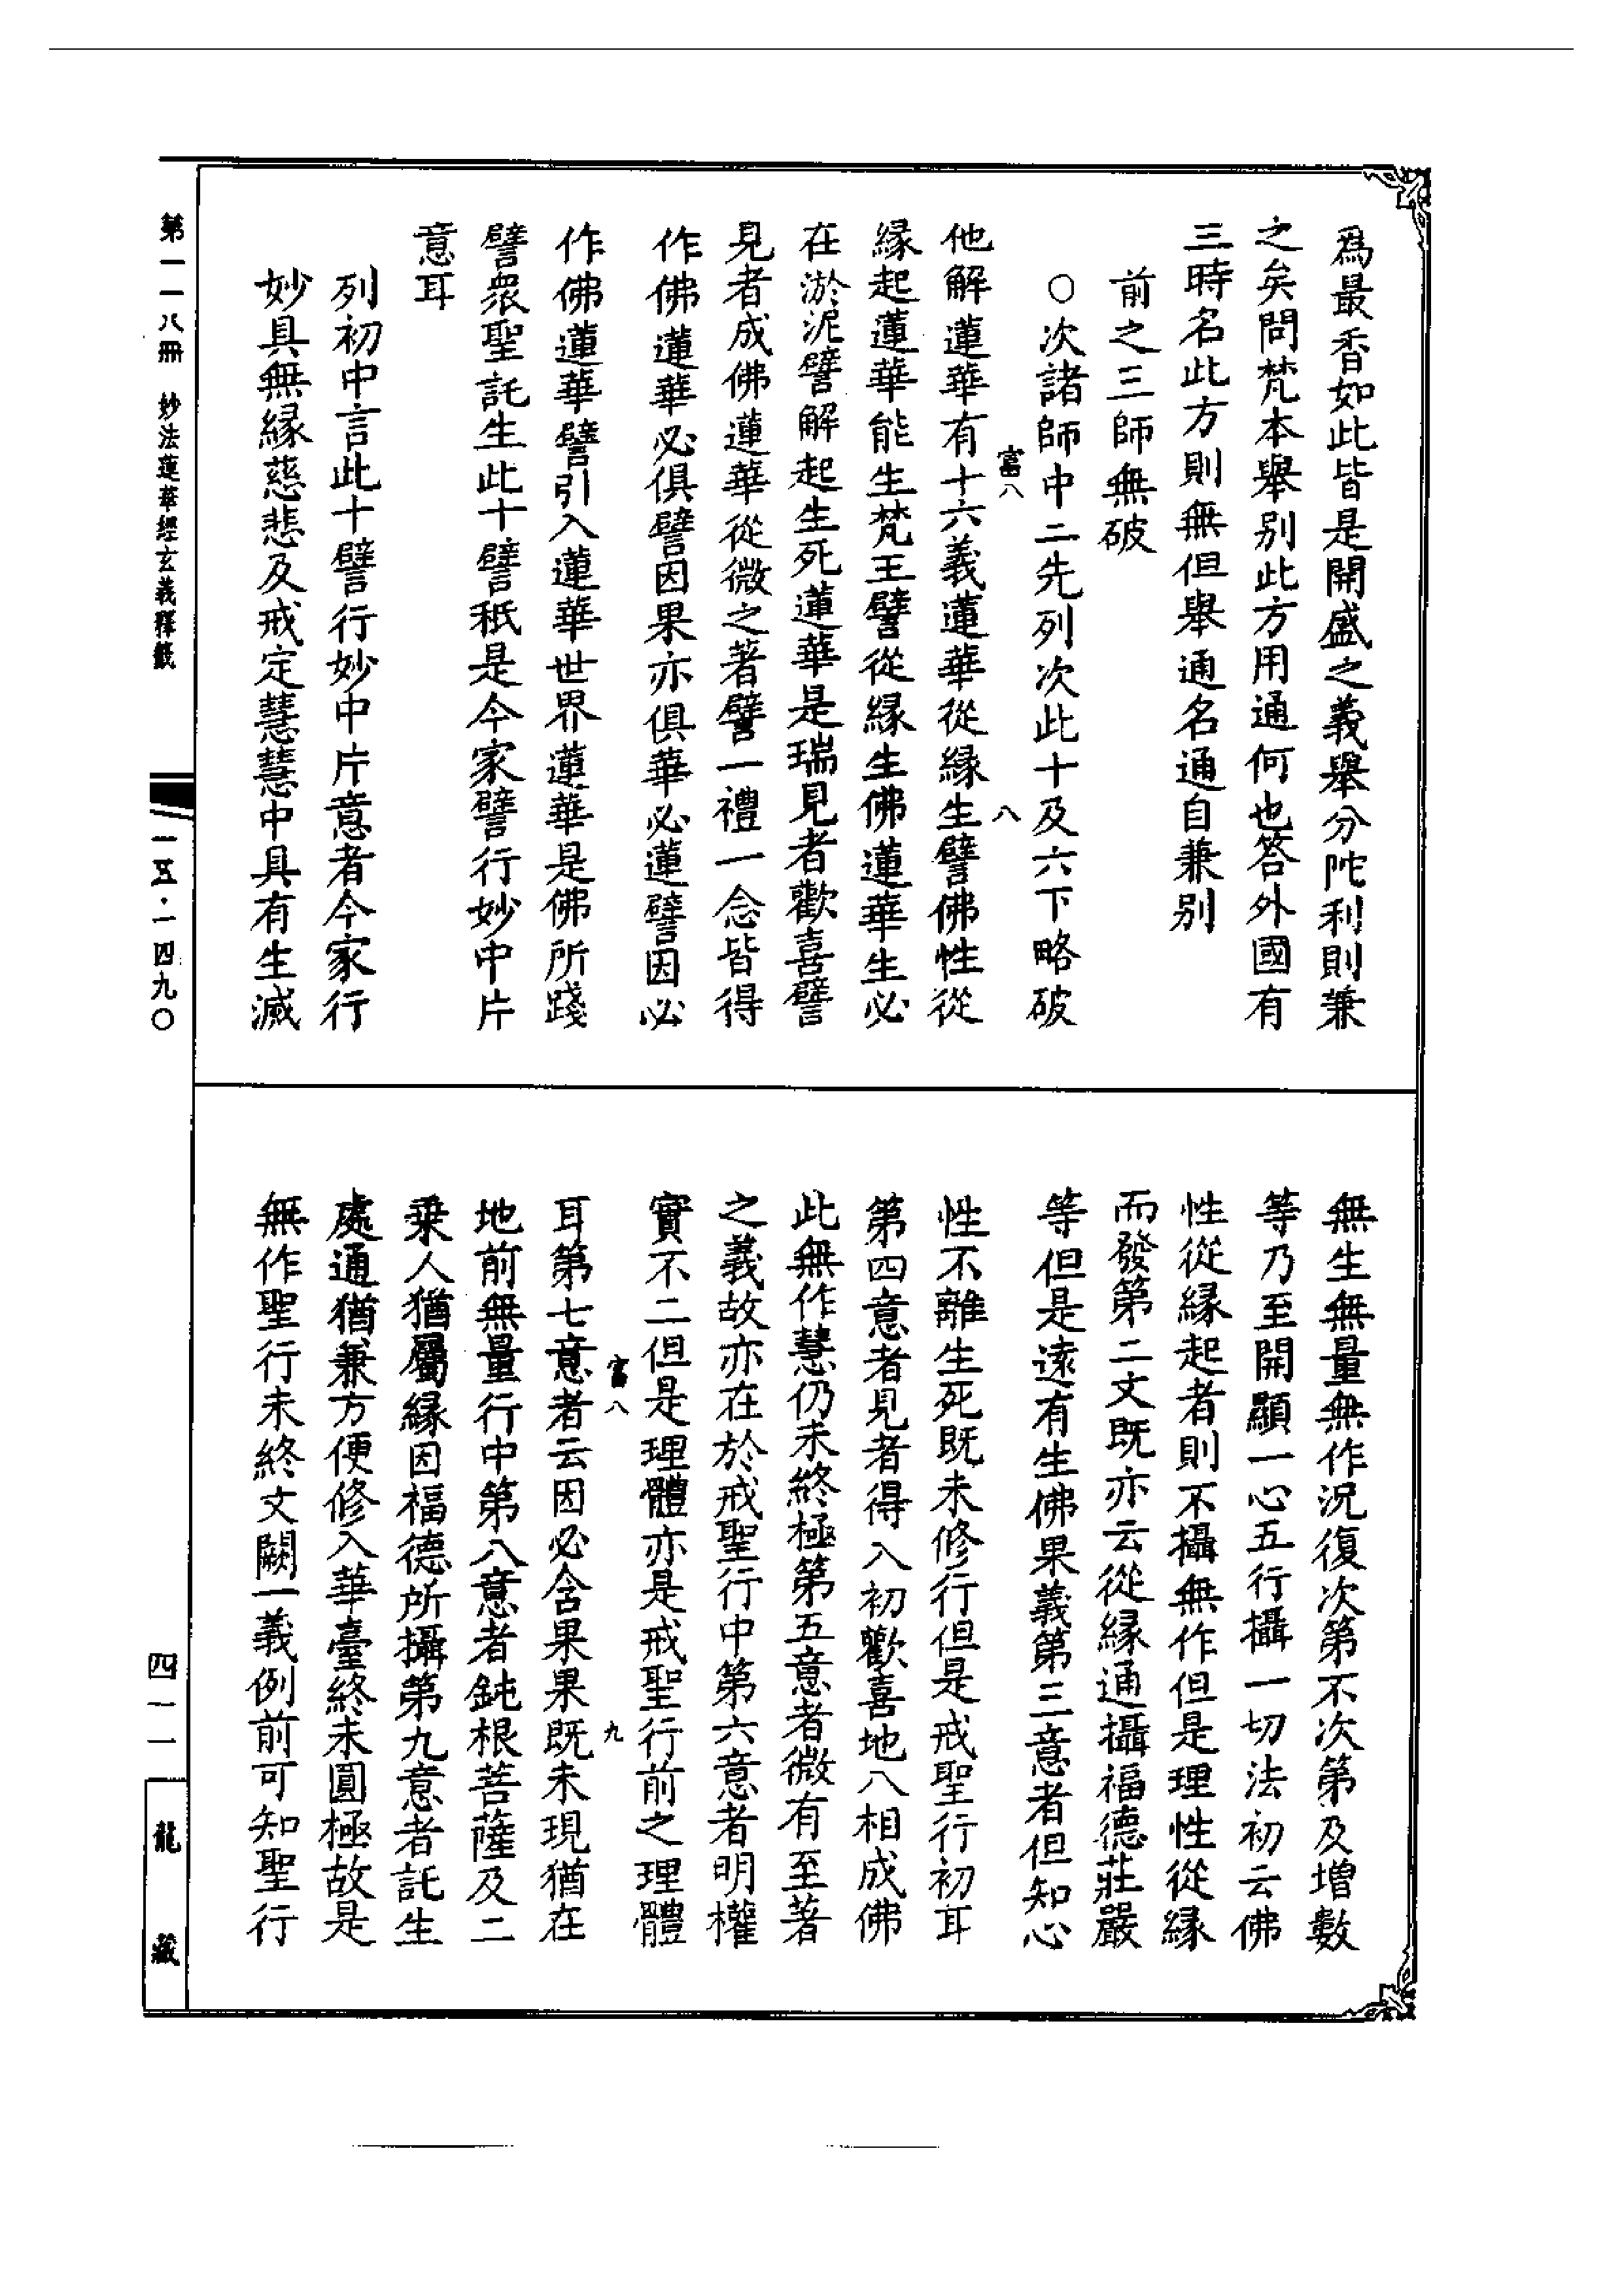 為最香如此皆是開盛之義舉分陀利則兼
之矣問梵本舉別此方用通何也答外國有
三時名此方則無但舉通名通自兼別
前之三師無破
○次諸師中二先列次此十及六下略破
富八
八
他解蓮華有十六義蓮華從緣生譬佛性從
緣起蓮華能生梵王譬從緣生佛蓮華生必
在淤泥譬解起生死蓮華是瑞見者歡喜譬
見者成佛蓮華從微之著譬一禮一念皆得
作佛蓮華必俱譬因果亦俱華必蓮譬因必
作佛蓮華譬引入蓮華世界蓮華是佛所踐
譬眾聖託生此十譬秖是今家譬行妙中片
意耳
列初中言此十譬行妙中片意者今家行
妙具無緣慈悲及戒定慧慧中具有生滅
無生無量無作況復次第不次第及增數
等乃至開顯一心五行攝一切法初云佛
性從緣起者則不攝無作但是理性從緣
而發第二文既亦云從緣通攝福德莊嚴
等但是遠有生佛果義第三意者但知心
性不離生死既未修行但是戒聖行初耳
第四意者見者得入初歡喜地八相成佛
此無作慧仍未終極第五意者微有至著
之義故亦在於戒聖行中第六意者明權
實不二但是理體亦是戒聖行前之理體
富八
九
耳第七意者云因必含果果既未現猶在
地前無量行中第八意者鈍根菩薩及二
乘人猶屬緣因福德所攝第九意者託生
處通猶兼方便修入華臺終未圓極故是
無作聖行未終文闕一義例前可知聖行
第一一八冊 妙法蓮華經玄義釋籤
一五·一四九〇
四一一
龍藏